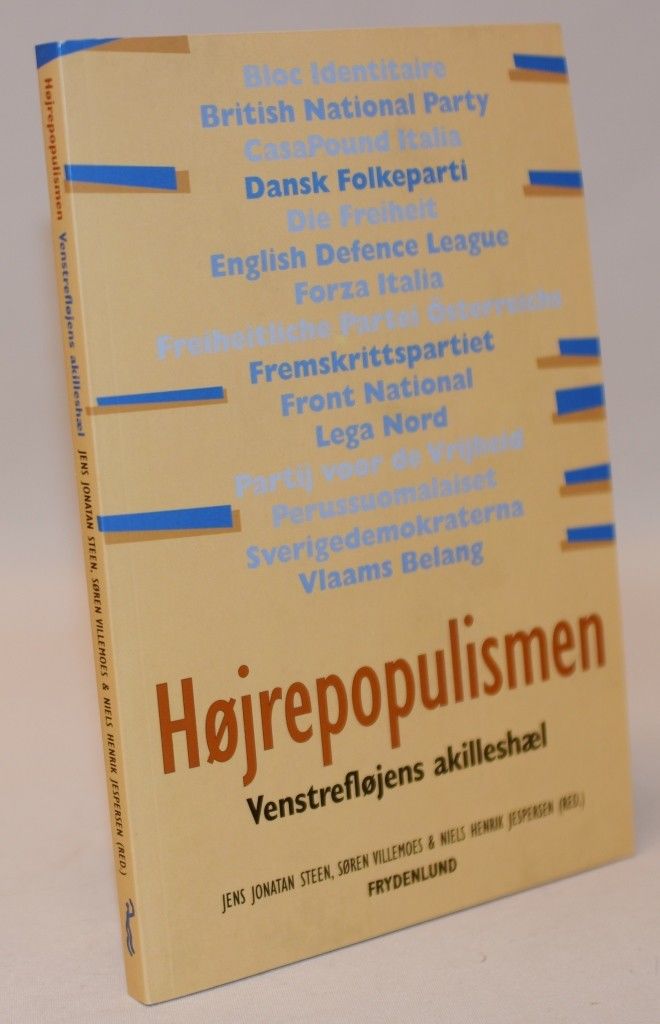 Bloc Identitaire
British National Party
CasaPound Italia
Dansk Folkeparti
Die Freiheit
English Defence League
Forza Italia
Freiheitliche Partei Österreichs
Fremskrittspartiet
Front National
Lega Nord
Partij voor de Vrijheid
Perussuomalaiset
Sverigedemokraterna
Vlaams Belang
Højrepopulismen
Venstrefløjens akilleshæl
JENS JONATAN STEEN, SØREN VILLEMOES & NIELS HENRIK JESPERSEN (RED.)
FRYDENLUND
Højrepopulismen Venstrefløjens akilleshæl JENS JONATAN STEEN, SØREN VILLEMOES & NIELS HENRIK JESPERSEN (RED.)